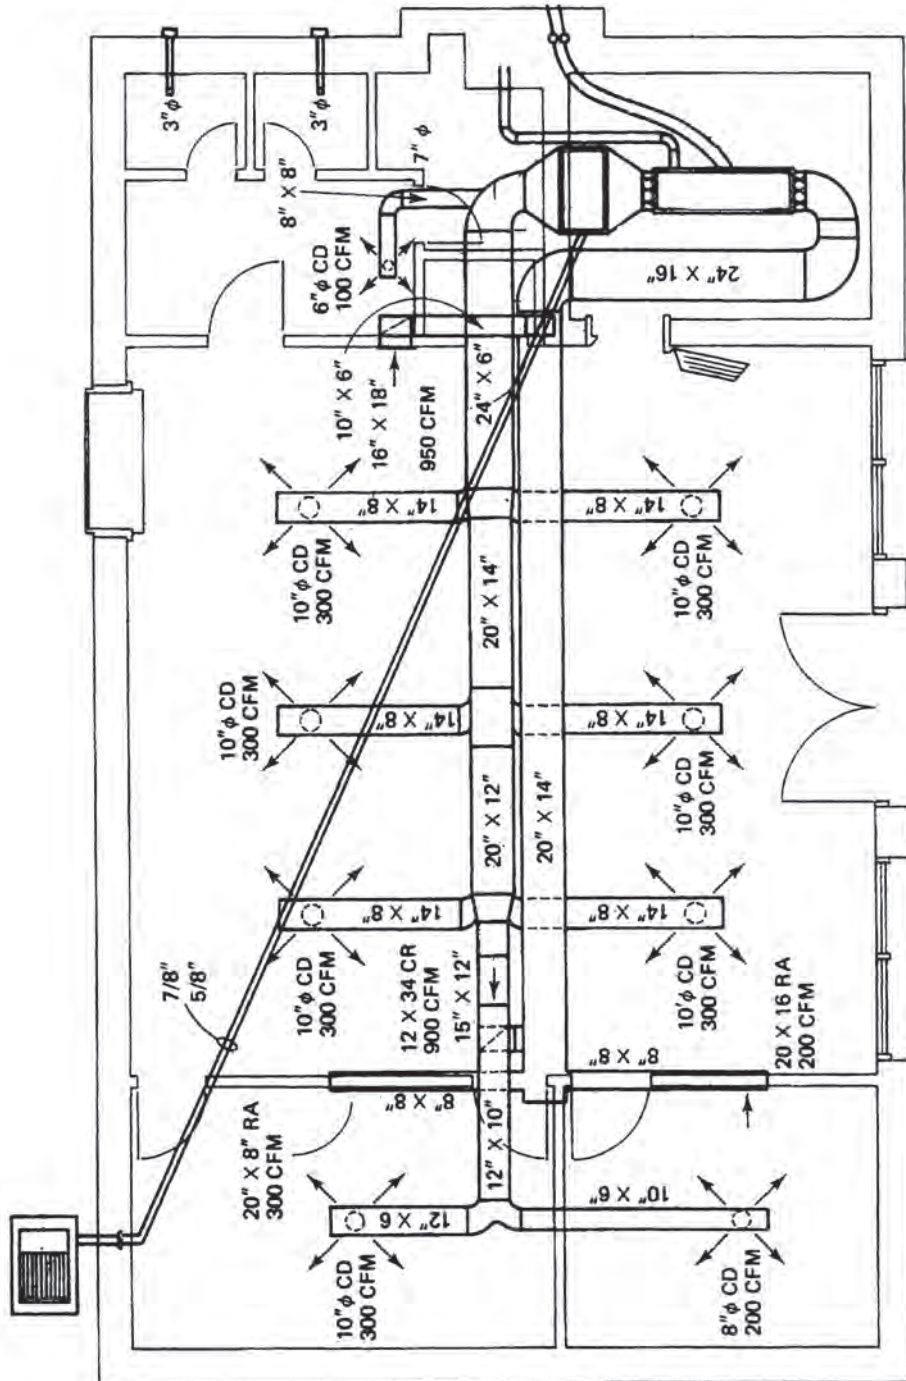 3" φ
3" φ
7" φ
8" X 8"
6" φ CD
100 CFM
24" X 16"
10" X 6"
16" X 18"
950 CFM
24" X 6"
14" X 8"
14" X 8"
10" φ CD
300 CFM
10" φ CD
300 CFM
20" X 14"
10" φ CD
300 CFM
14" X 8"
14" X 8"
10" φ CD
300 CFM
20" X 12"
20" X 14"
14" X 8"
14" X 8"
10" φ CD
300 CFM
12 X 34 CR
900 CFM
15" X 12"
10' φ CD
300 CFM
7/8"
5/8"
20 X 16 RA
200 CFM
8" X 8"
8" X 8"
20" X 8" RA
300 CFM
12" X 10"
12" X 6
10" X 6"
10" φ CD
300 CFM
8" φ CD
200 CFM